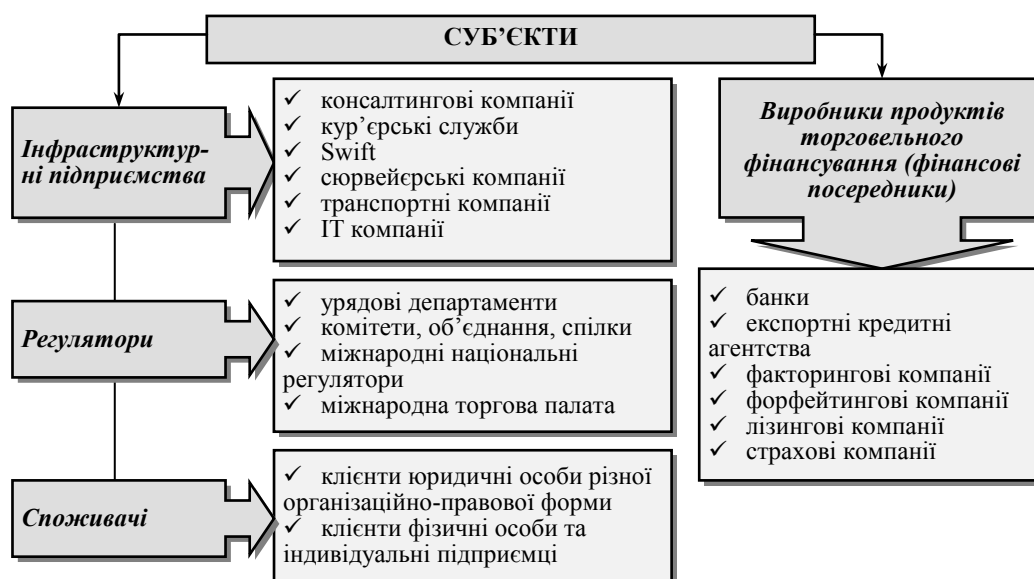 СУБ’ЄКТИ
Інфраструктур-
ні підприємства
✓ консалтингові компанії
✓ кур’єрські служби
✓ Swift
✓ сюрвейєрські компанії
✓ транспортні компанії
✓ ІТ компанії
Виробники продуктів
торговельного
фінансування (фінансові
посередники)
✓ банки
✓ експортні кредитні
агентства
✓ факторингові компанії
✓ форфейтингові компанії
✓ лізингові компанії
✓ страхові компанії
Регулятори
✓ урядові департаменти
✓ комітети, об’єднання, спілки
✓ міжнародні національні
регулятори
✓ міжнародна торгова палата
Споживачі
✓ клієнти юридичні особи різної
організаційно-правової форми
✓ клієнти фізичні особи та
індивідуальні підприємці